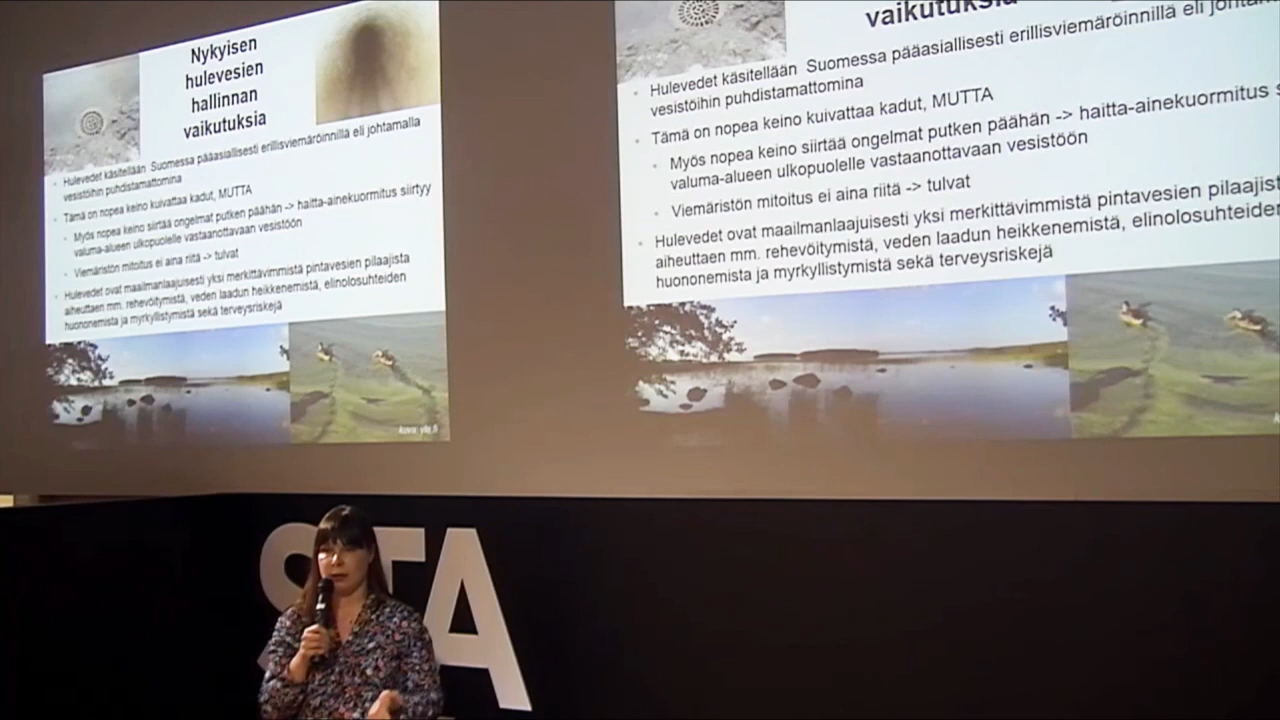 Nykyisen
hulevesien
hallinnan
vaikutuksia
Hulevedet käsitellään Suomessa pääasiallisesti erillisviemäröinnillä eli johtamalla
vesistöihin puhdistamattomina
Tämä on nopea keino kuivattaa kadut, MUTTA
Myös nopea keino siirtää ongelmat putken päähän -> haitta-ainekuormitus siirtyy
valuma-alueen ulkopuolelle vastaanottavaan vesistöön
Viemäristön mitoitus ei aina riitä -> tulvat
Hulevedet ovat maailmanlaajuisesti yksi merkittävimmistä pintavesien pilaajista
aiheuttaen mm. rehevöitymistä, veden laadun heikkenemistä, elinolosuhteiden
huononemista ja myrkyllistymistä sekä terveysriskejä
kuva: yle.fi
vaikutuksia
Hulevedet käsitellään Suomessa pääasiallisesti erillisviemäröinnillä eli
vesistöihin puhdistamattomina
Tämä on nopea keino kuivattaa kadut, MUTTA
Myös nopea keino siirtää ongelmat putken päähän -> haitta-ainekuormitus s
valuma-alueen ulkopuolelle vastaanottavaan vesistöön
Viemäristön mitoitus ei aina riitä -> tulvat
Hulevedet ovat maailmanlaajuisesti yksi merkittävimmistä pintavesien pilaajist
aiheuttaen mm. rehevöitymistä, veden laadun heikkenemistä, elinolosuhteiden
huononemista ja myrkyllistymistä sekä terveysriskejä
STA